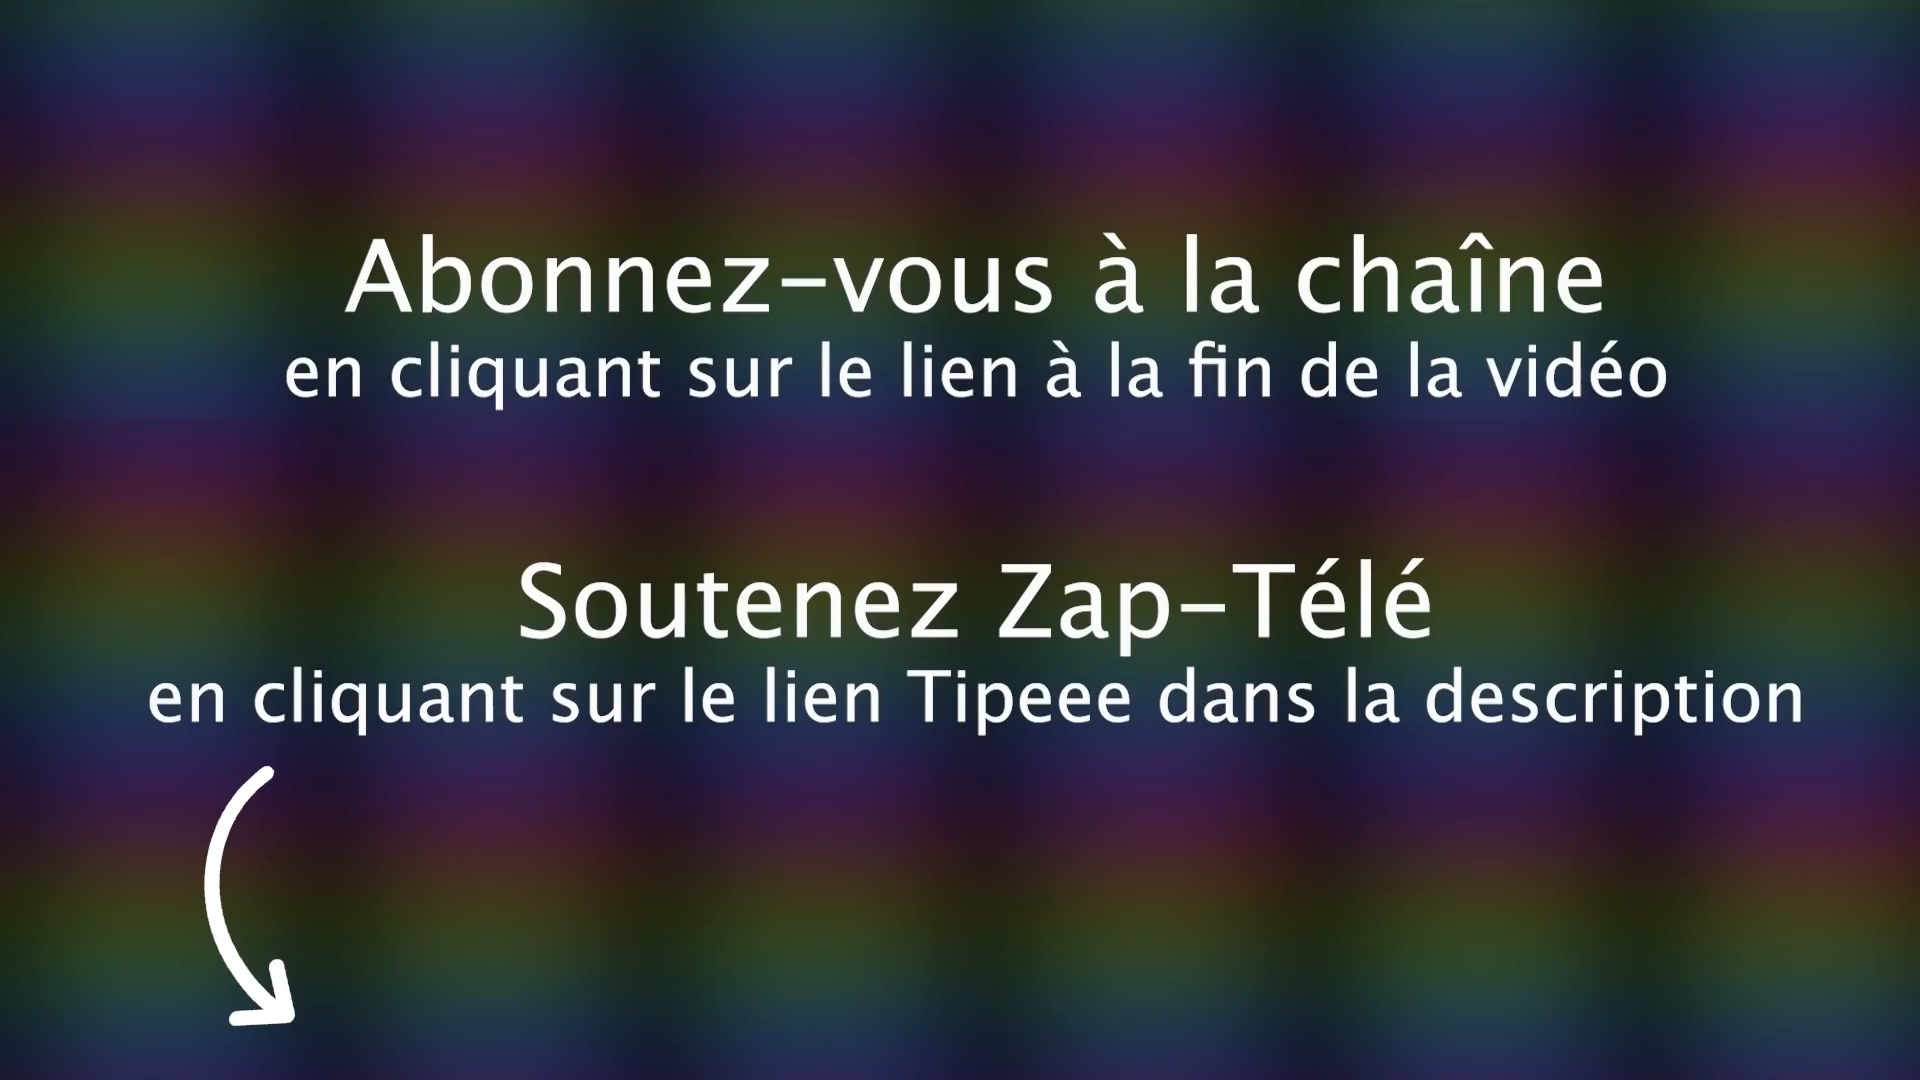 Abonnez-vous à la chaîne
en cliquant sur le lien à la fin de la vidéo
Soutenez Zap-Télé
en cliquant sur le lien Tipeee dans la description